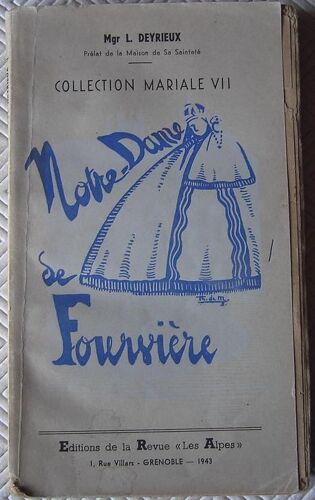 Mgr L. DEYRIEUX
Prélat de la Maison de Sa Sainteté
COLLECTION MARIALE VII
Notre-Dame
de
Fourvière
Editions de la Revue « Les Alpes »
1, Rue Villars - GRENOBLE — 1943